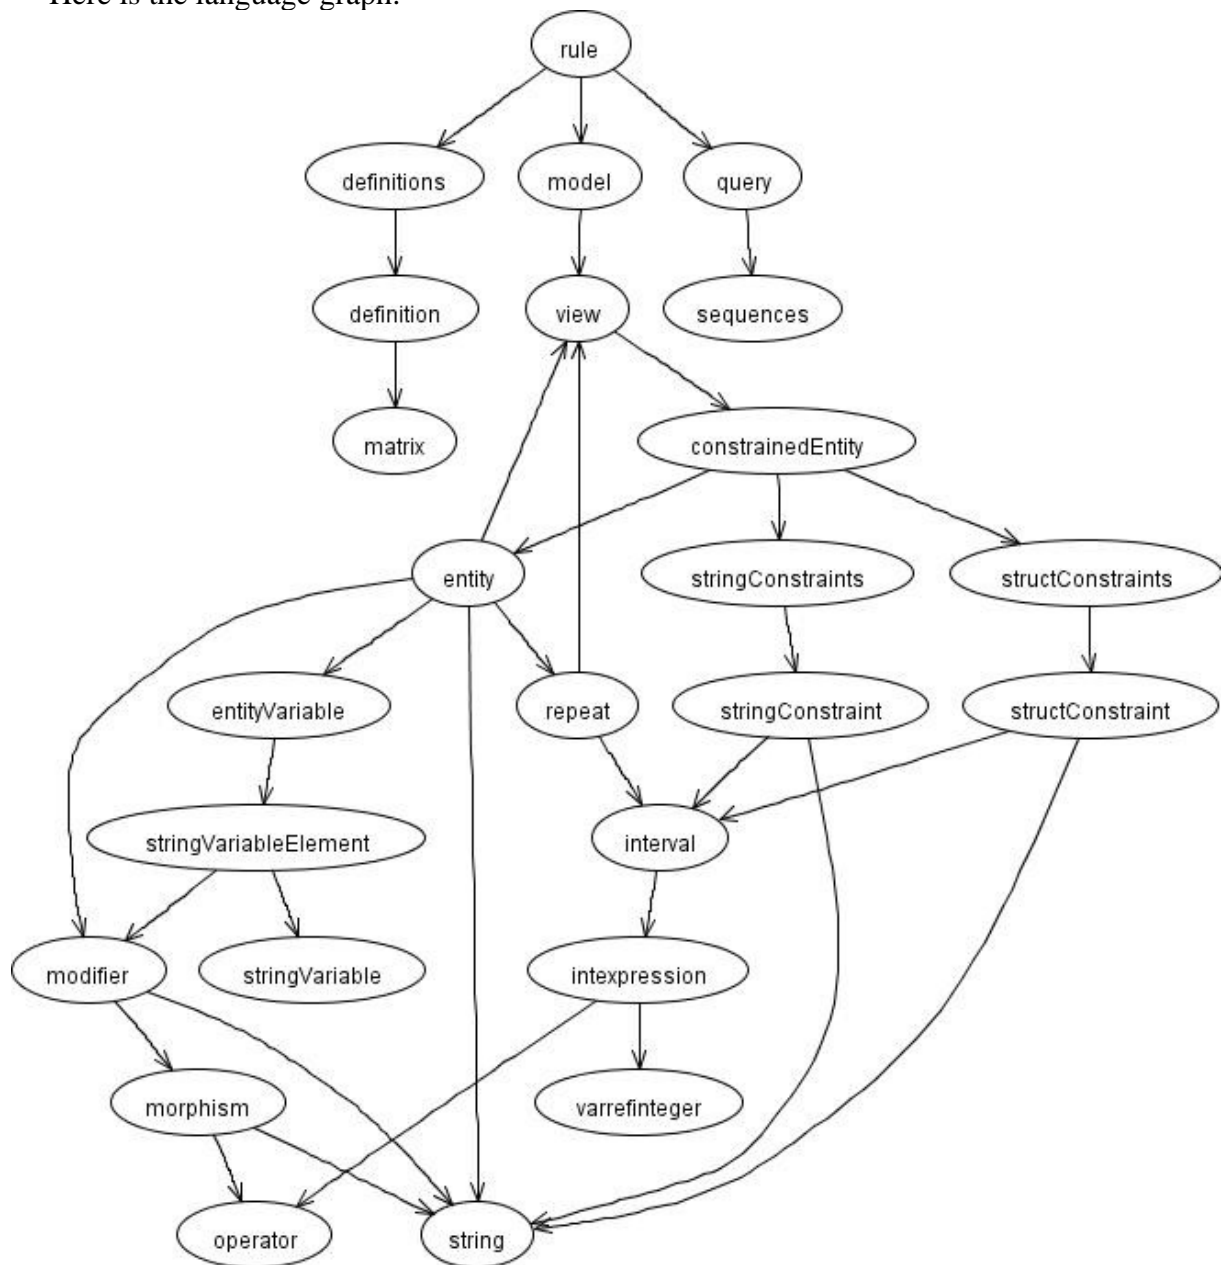 Here is the language graph:
rule
definitions
model
query
definition
view
sequences
matrix
constrainedEntity
entity
stringConstraints
structConstraints
entityVariable
repeat
stringConstraint
structConstraint
stringVariableElement
interval
modifier
stringVariable
intexpression
morphism
varrefinteger
operator
string